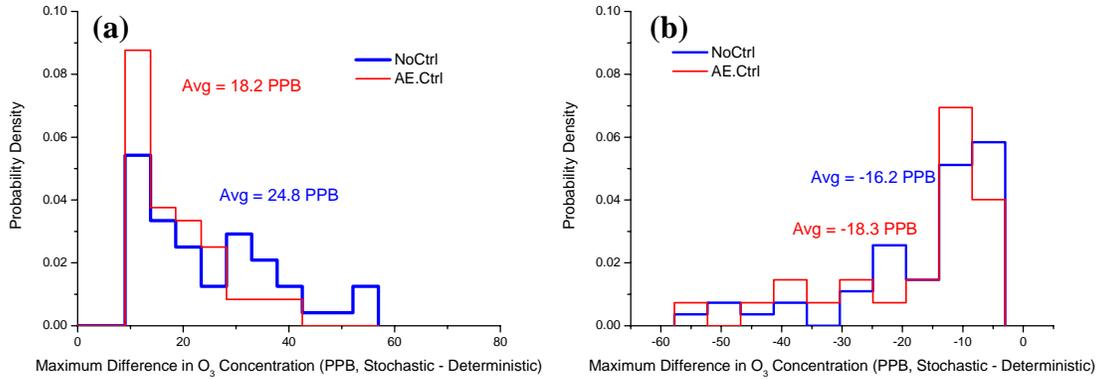 (a)
0.10
0.08
0.06
0.04
0.02
0.00
Probability Density
NoCtrl
AE.Ctrl
Avg = 18.2 PPB
Avg = 24.8 PPB
0 20 40 60 80
Maximum Difference in O3 Concentration (PPB, Stochastic - Deterministic)
(b)
0.10
0.08
0.06
0.04
0.02
0.00
Probability Density
NoCtrl
AE.Ctrl
Avg = -16.2 PPB
Avg = -18.3 PPB
-60 -50 -40 -30 -20 -10 0
Maximum Difference in O3 Concentration (PPB, Stochastic - Deterministic)